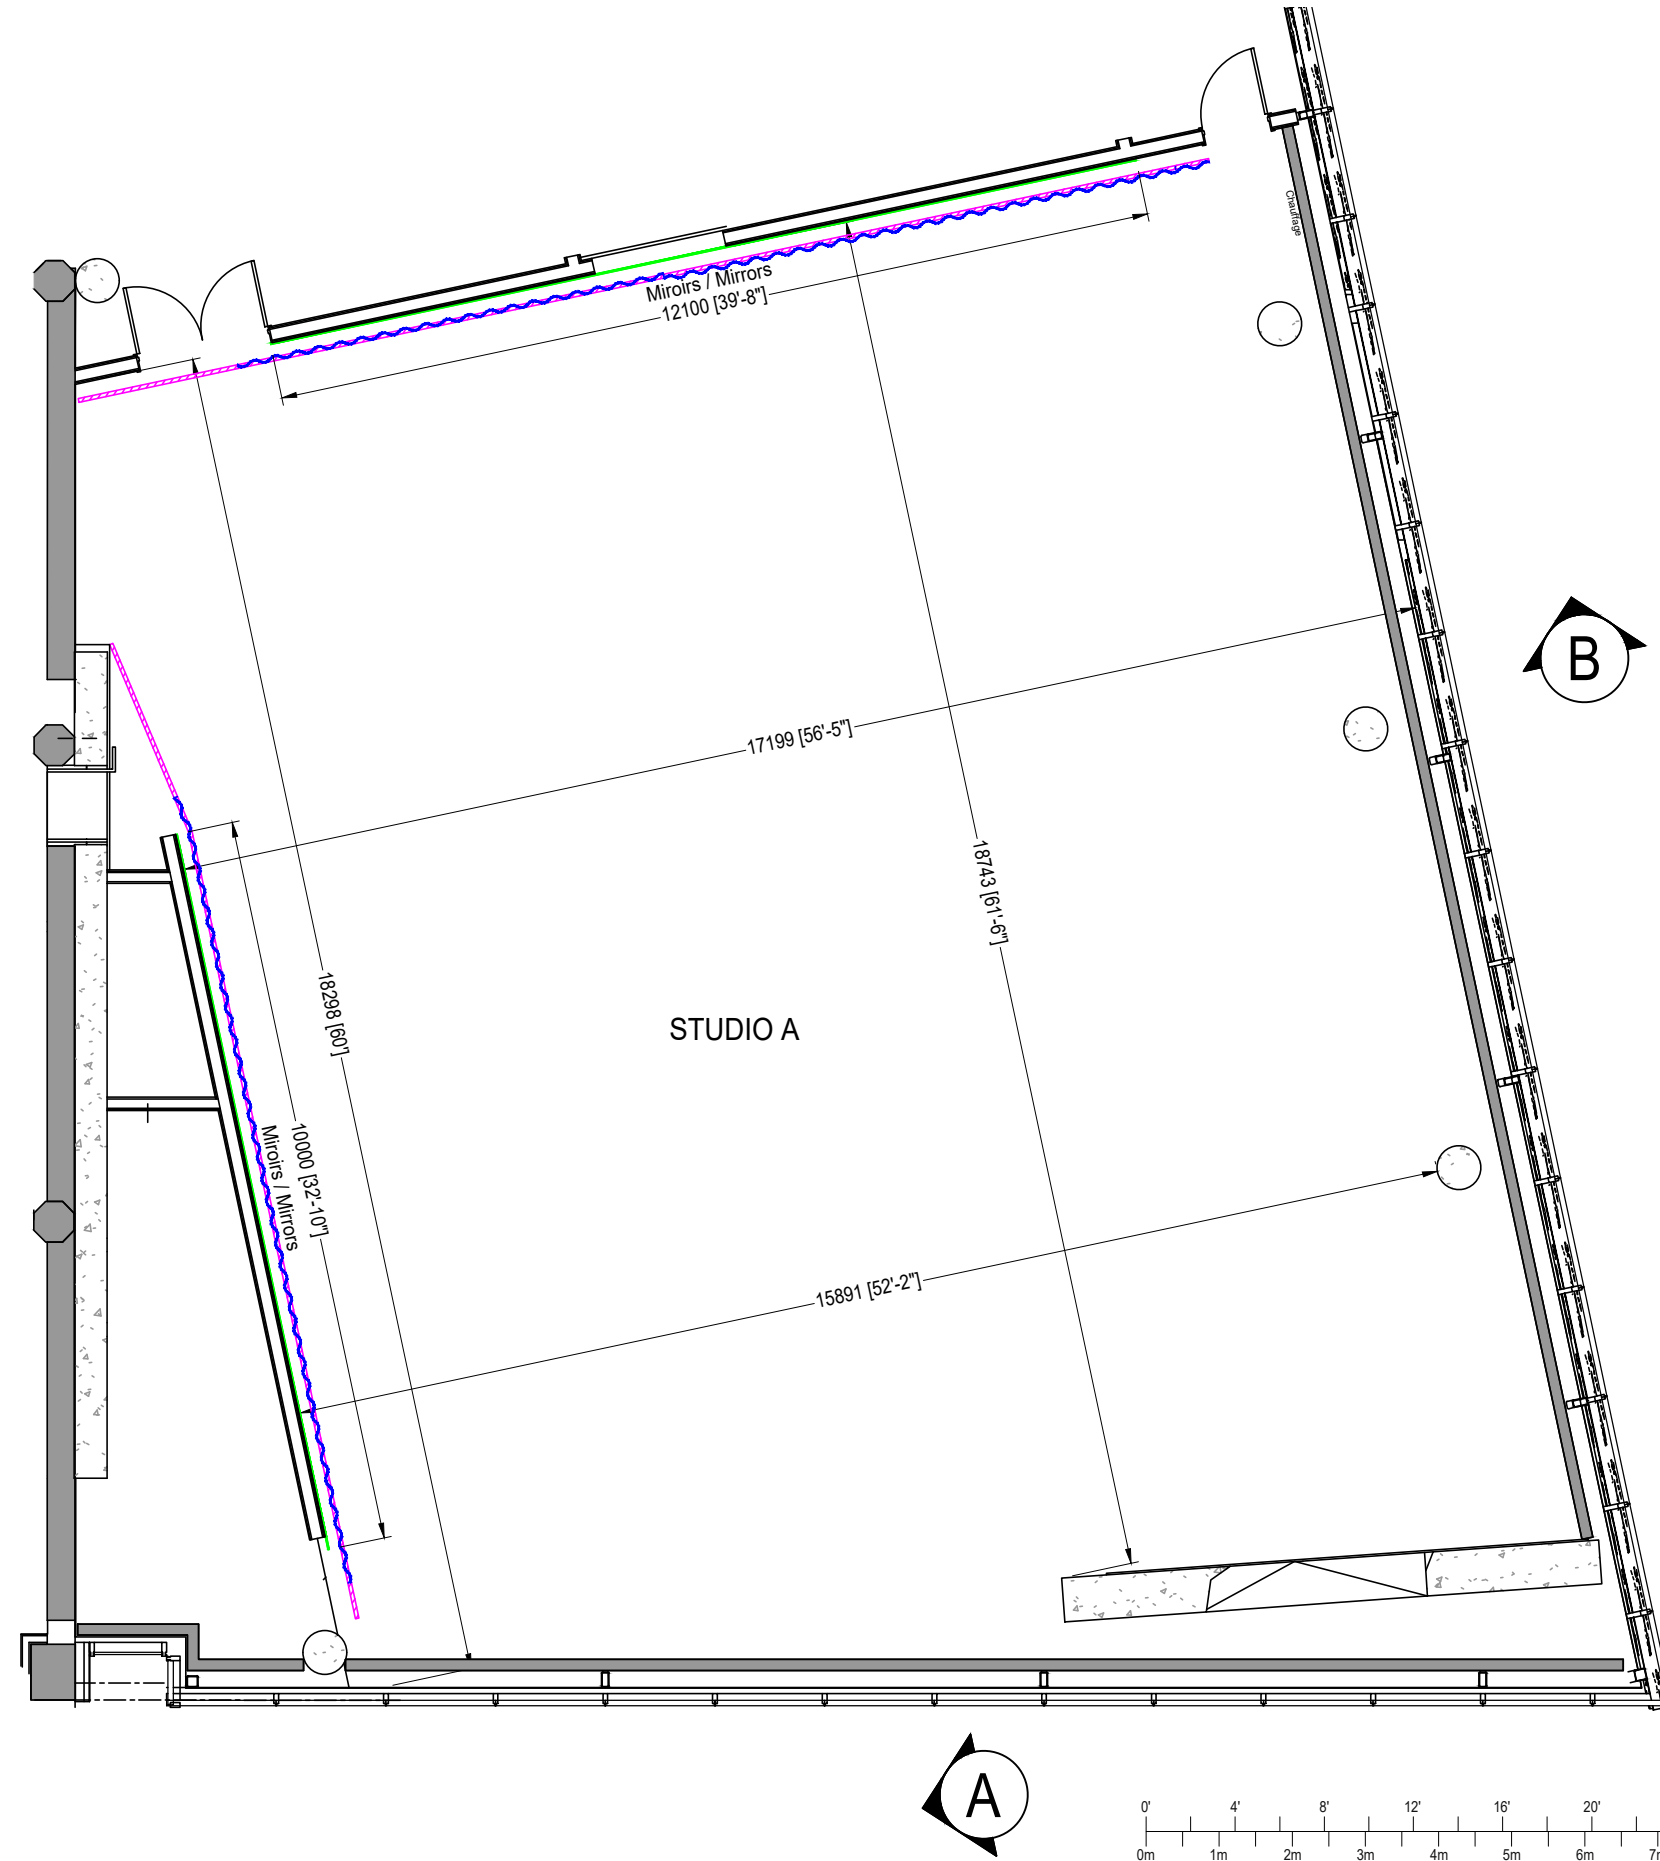 Chauffage
Miroirs / Mirrors
12100 [39'-8"]
B
17199 [56'-5"]
18743 [61'-6"]
18298 [60']
STUDIO A
10000 [32'-10"]
Miroirs / Mirrors
15891 [52'-2"]
A
0' 4' 8' 12' 16' 20'
0m 1m 2m 3m 4m 5m 6m 7m